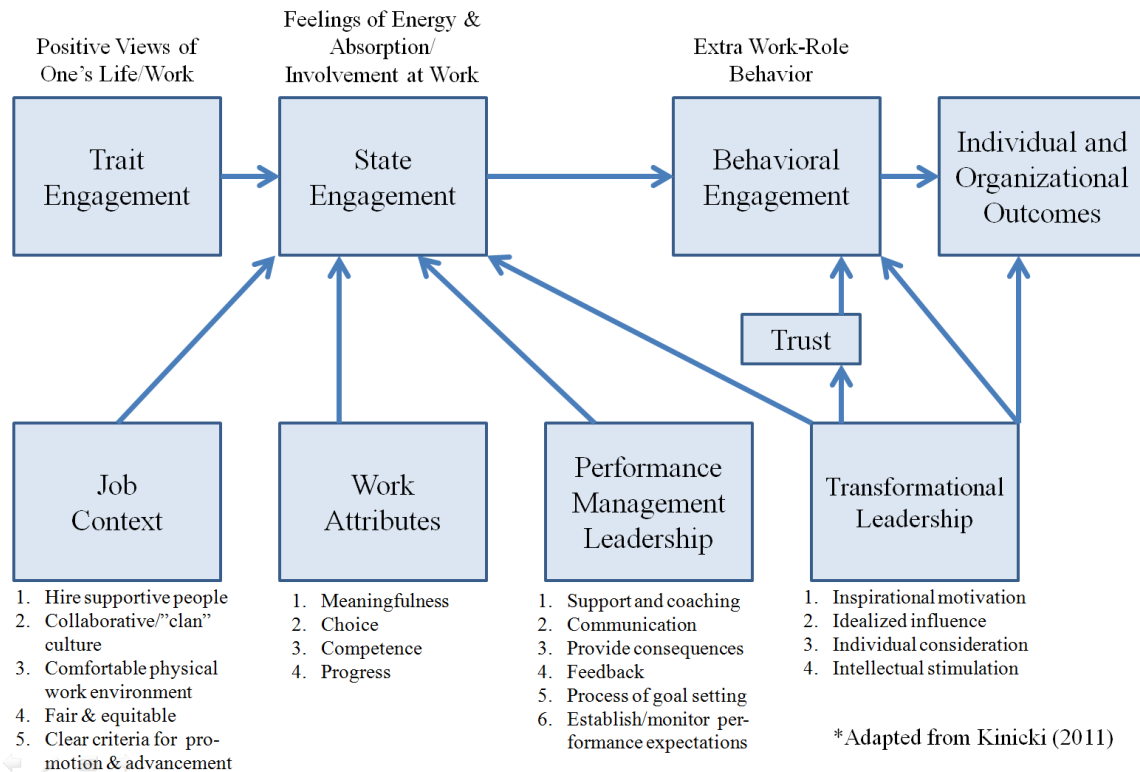 Positive Views of
One's Life/Work
Feelings of Energy &
Absorption/
Involvement at Work
Extra Work-Role
Behavior
Trait
Engagement
State
Engagement
Behavioral
Engagement
Individual and
Organizational
Outcomes
Trust
Job
Context
Work
Attributes
Performance
Management
Leadership
Transformational
Leadership
1. Hire supportive people
2. Collaborative/”clan”
culture
3. Comfortable physical
work environment
4. Fair & equitable
5. Clear criteria for pro-
motion & advancement
1. Meaningfulness
2. Choice
3. Competence
4. Progress
1. Support and coaching
2. Communication
3. Provide consequences
4. Feedback
5. Process of goal setting
6. Establish/monitor per-
formance expectations
1. Inspirational motivation
2. Idealized influence
3. Individual consideration
4. Intellectual stimulation
*Adapted from Kinicki (2011)